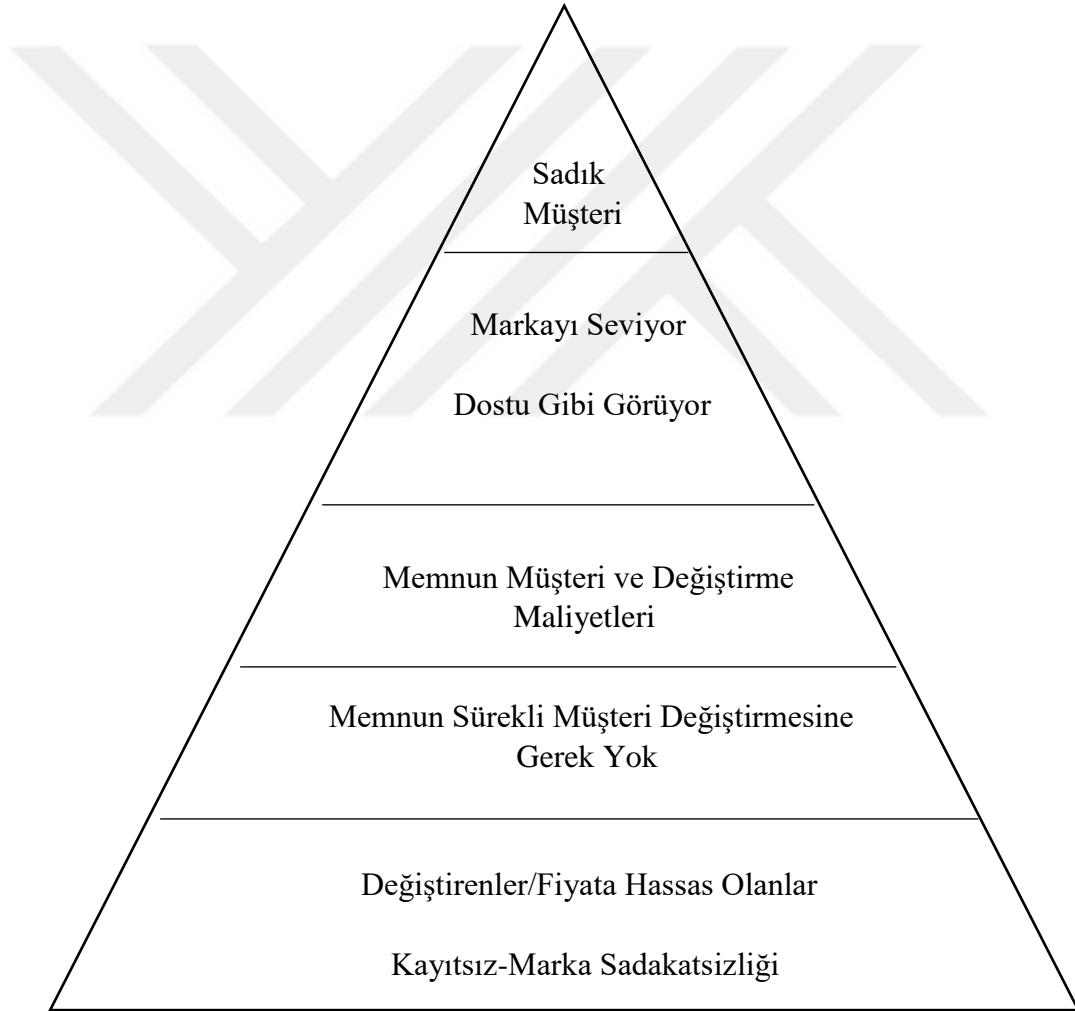 Sadık
Müşteri
Markayı Seviyor
Dostu Gibi Görüyor
Memnun Müşteri ve Değiştirme
Maliyetleri
Memnun Sürekli Müşteri Değiştirmesine
Gerek Yok
Değiştirenler/Fiyata Hassas Olanlar
Kayıtsız-Marka Sadakatsizliği